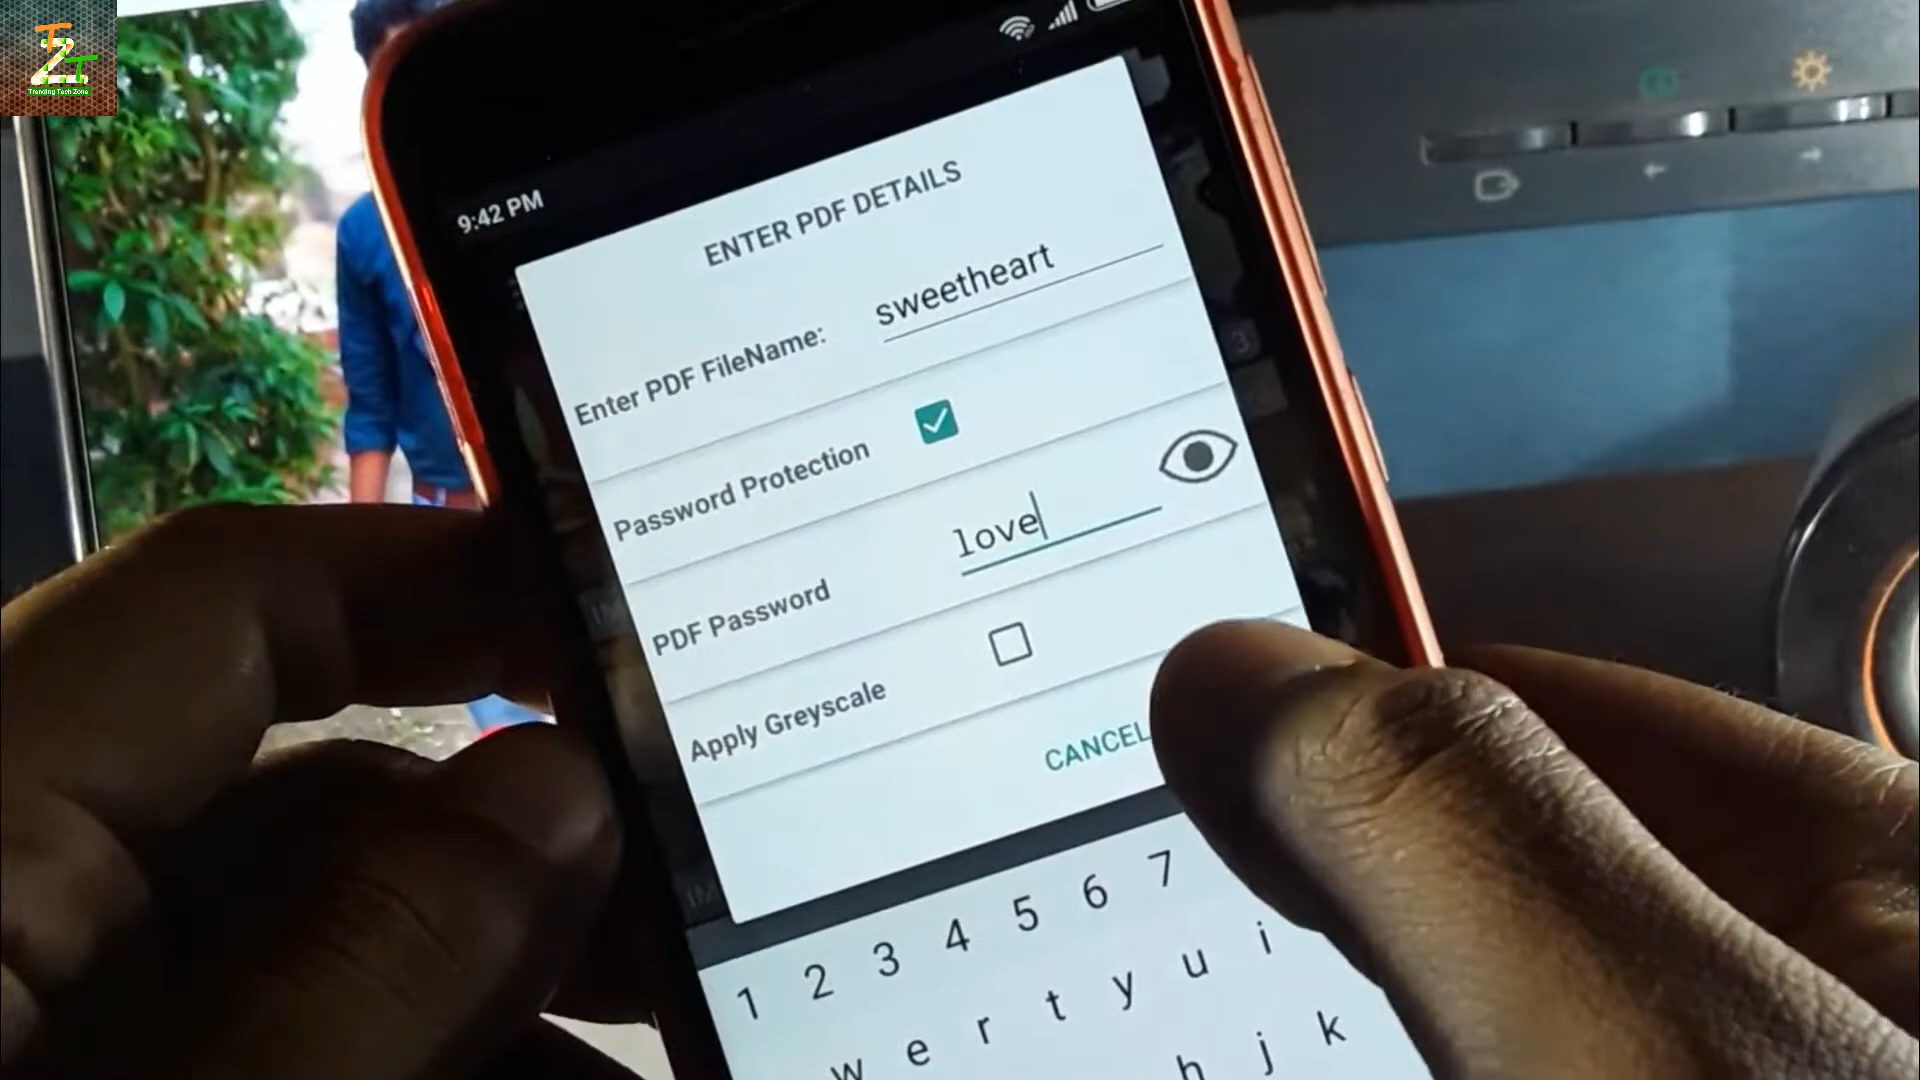 TZT
Trending Tech Zone
9:42 PM
ENTER PDF DETAILS
Enter PDF FileName: sweetheart
Password Protection
PDF Password love
Apply Greyscale
CANCEL
1 2 3 4 5 6 7
w e r t y u i
h j k